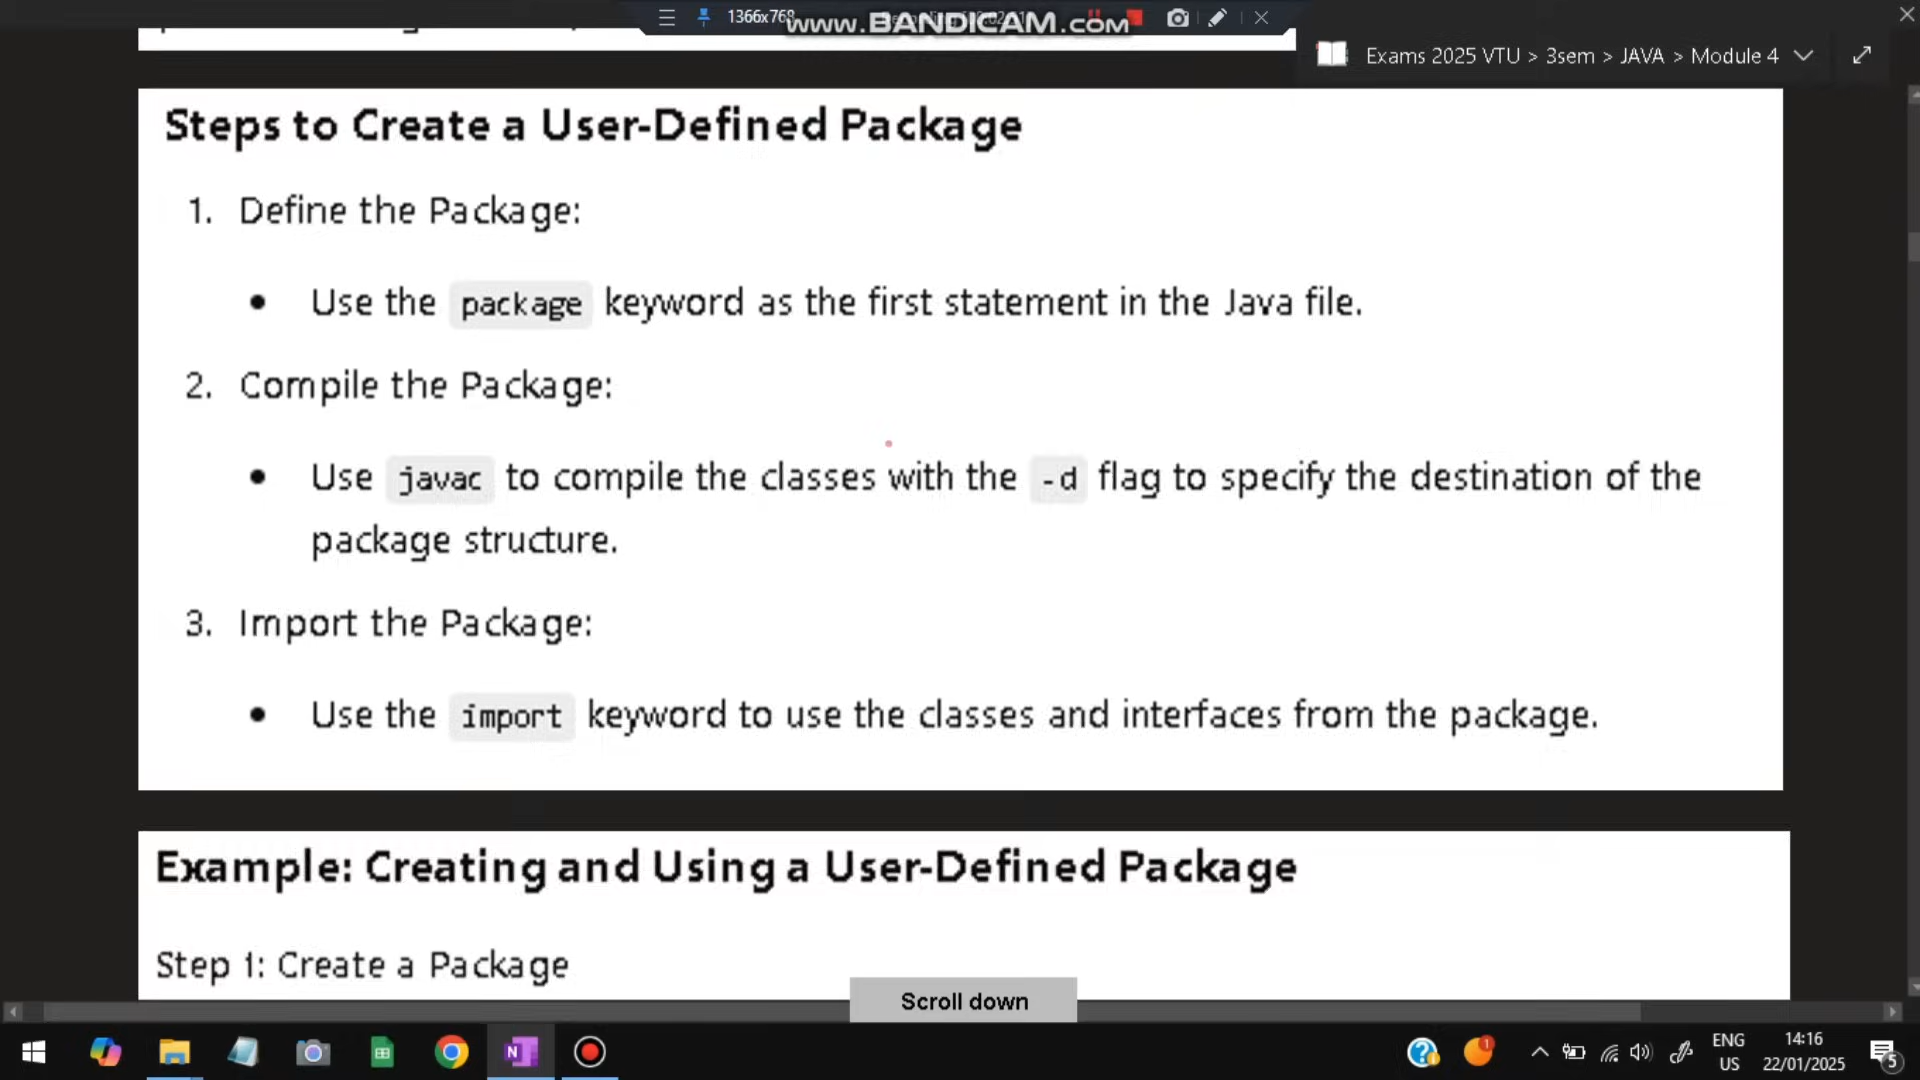 1366x768
www.BANDICAM.COM
Exams 2025 VTU > 3sem > JAVA > Module 4
Steps to Create a User-Defined Package
1. Define the Package:
● Use the package keyword as the first statement in the Java file.
2. Compile the Package:
● Use javac to compile the classes with the -d flag to specify the destination of the
package structure.
3. Import the Package:
● Use the import keyword to use the classes and interfaces from the package.
Example: Creating and Using a User-Defined Package
Step 1: Create a Package
Scroll down
N
1
ENG
US
14:16
22/01/2025
5